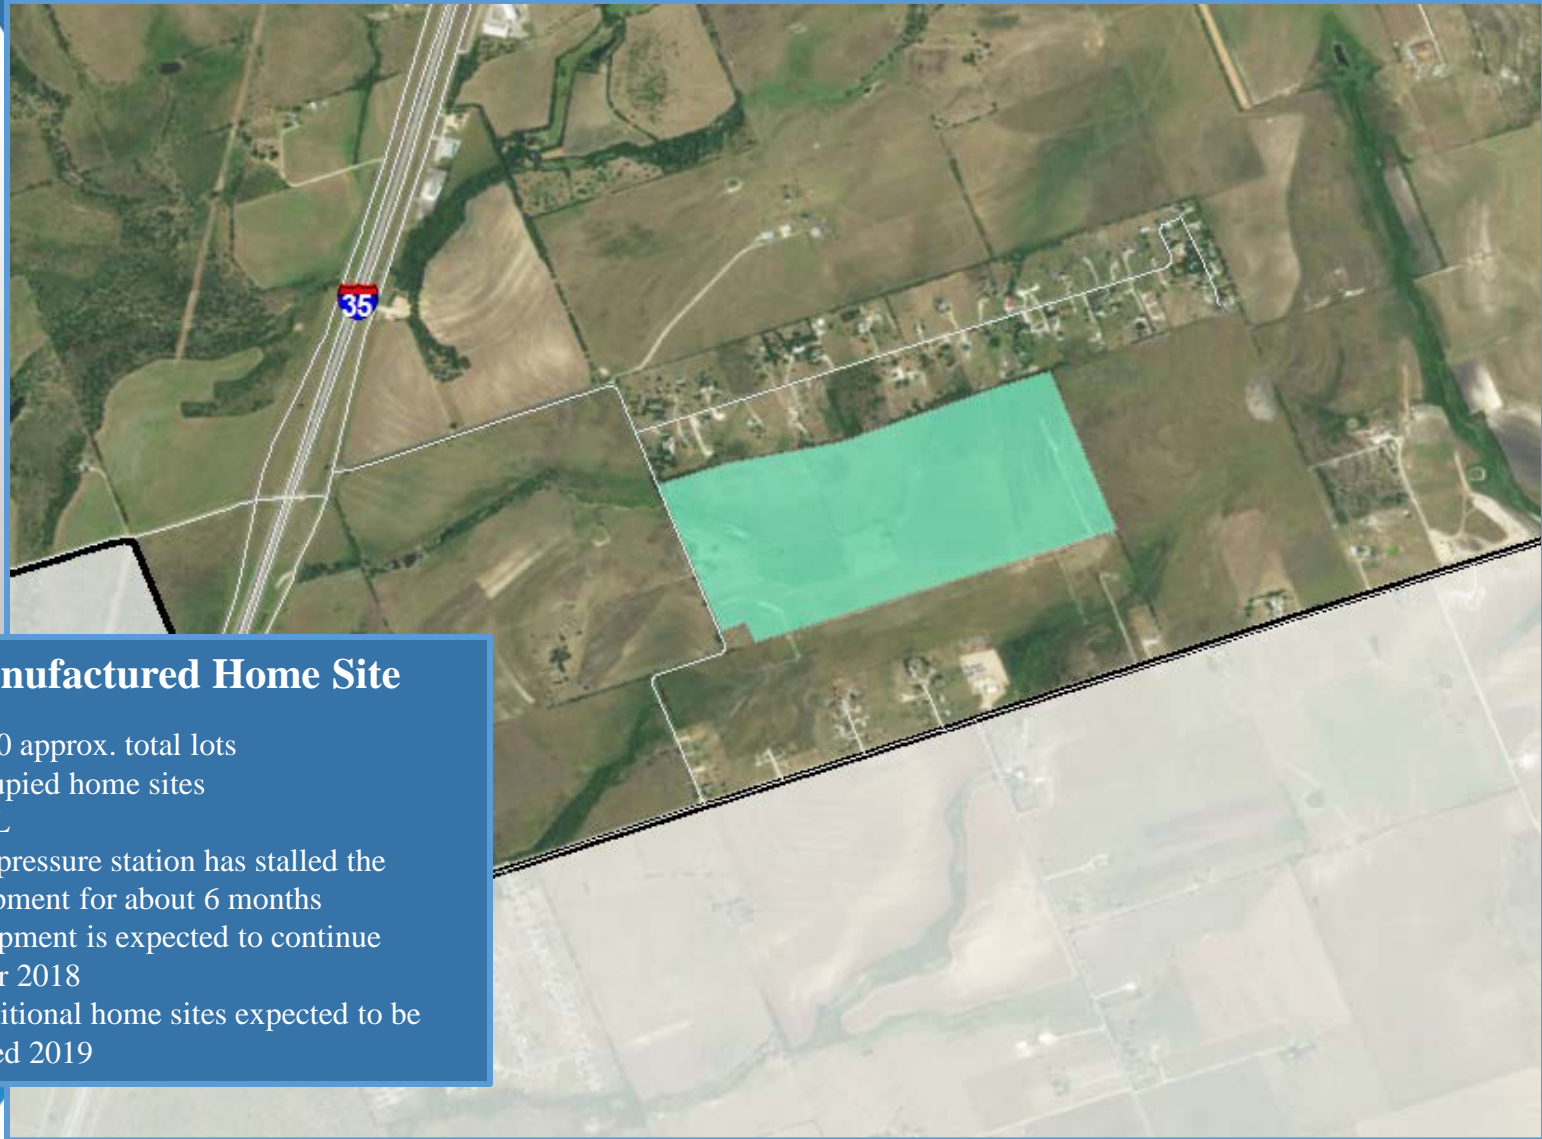 35
nufactured Home Site
0 approx. total lots
upied home sites
L
pressure station has stalled the
pment for about 6 months
pment is expected to continue
r 2018
itional home sites expected to be
ed 2019